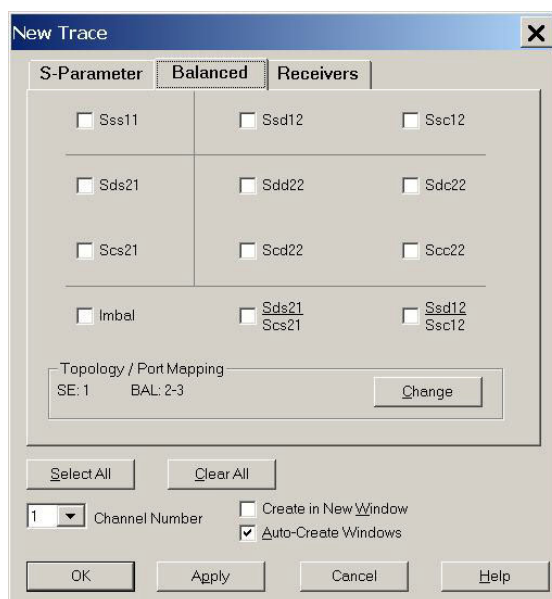 New Trace
S-Parameter Balanced Receivers
Sss11 Ssd12 Ssc12
Sds21 Sdd22 Sdc22
Scs21 Scd22 Scc22
Imbal Sds21 Ssd12
Scs21 Ssc12
Topology / Port Mapping
SE: 1 BAL: 2-3 Change
Select All Clear All
1 Channel Number
Create in New Window
Auto-Create Windows
OK Apply Cancel Help